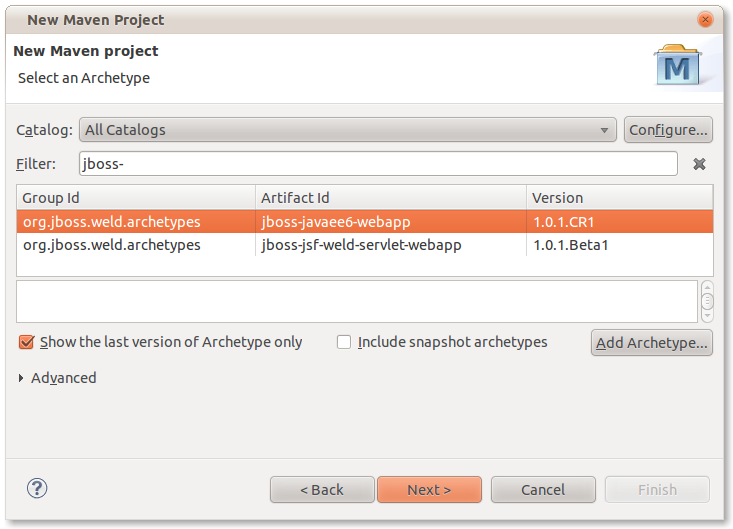 New Maven Project
New Maven project
Select an Archetype
M
Catalog: All Catalogs Configure...
Filter: jboss-
Group Id Artifact Id Version
org.jboss.weld.archetypes jboss-javaee6-webapp 1.0.1.CR1
org.jboss.weld.archetypes jboss-jsf-weld-servlet-webapp 1.0.1.Beta1
Show the last version of Archetype only Include snapshot archetypes Add Archetype...
Advanced
? < Back Next > Cancel Finish